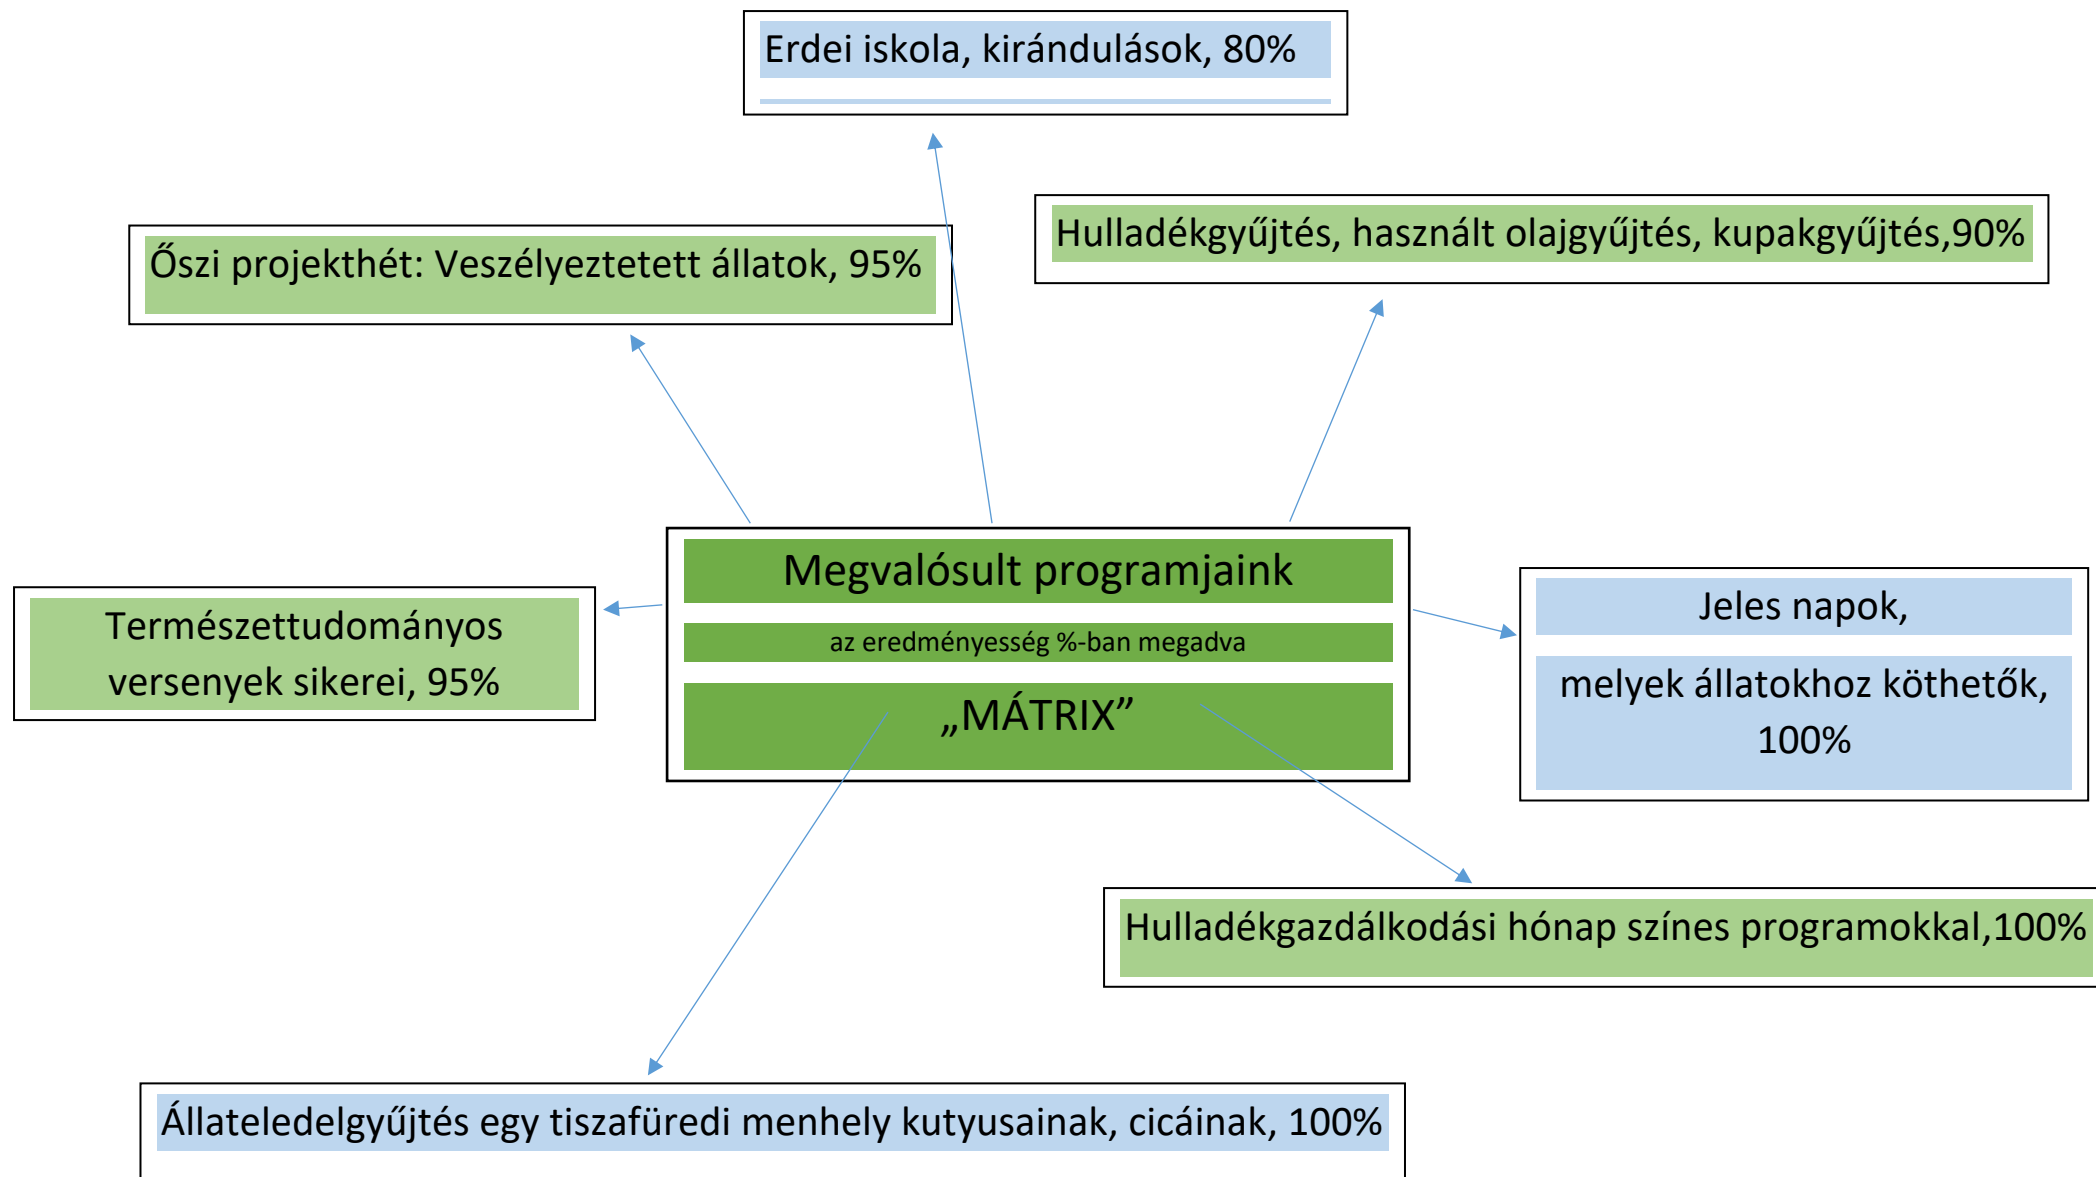 Erdei iskola, kirándulások, 80%
Hulladékgyűjtés, használt olajgyűjtés, kupakgyűjtés,90%
Őszi projekthét: Veszélyeztetett állatok, 95%
Megvalósult programjaink
az eredményesség %-ban megadva
„MÁTRIX”
Természettudományos
versenyek sikerei, 95%
Jeles napok,
melyek állatokhoz köthetők,
100%
Hulladékgazdálkodási hónap színes programokkal,100%
Állateledelgyűjtés egy tiszafüredi menhely kutyusainak, cicáinak, 100%